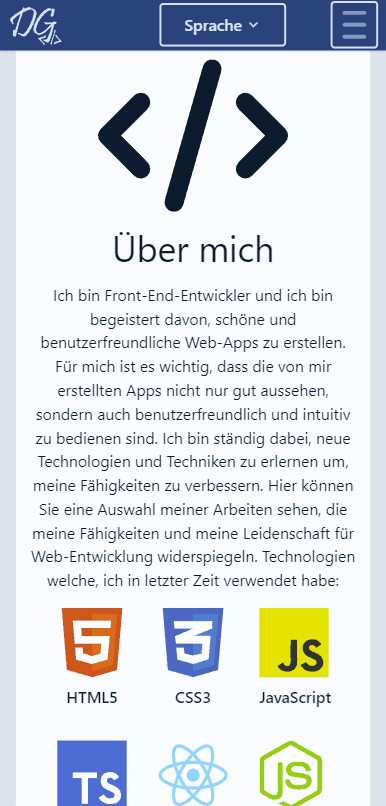 DG
</>
Sprache
</>
Über mich
Ich bin Front-End-Entwickler und ich bin
begeistert davon, schöne und
benutzerfreundliche Web-Apps zu erstellen.
Für mich ist es wichtig, dass die von mir
erstellten Apps nicht nur gut aussehen,
sondern auch benutzerfreundlich und intuitiv
zu bedienen sind. Ich bin ständig dabei, neue
Technologien und Techniken zu erlernen um,
meine Fähigkeiten zu verbessern. Hier können
Sie eine Auswahl meiner Arbeiten sehen, die
meine Fähigkeiten und meine Leidenschaft für
Web-Entwicklung widerspiegeln. Technologien
welche, ich in letzter Zeit verwendet habe:
5 3 JS
HTML5 CSS3 JavaScript
TS JS